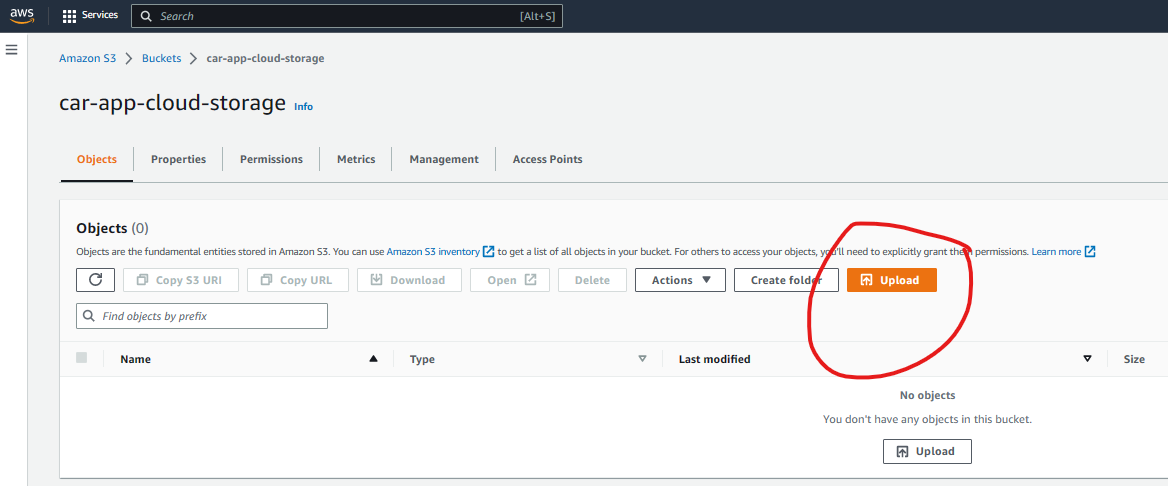 aws Services Search [Alt+S]
Amazon S3 Buckets car-app-cloud-storage
car-app-cloud-storage Info
Objects Properties Permissions Metrics Management Access Points
Objects (0)
Objects are the fundamental entities stored in Amazon S3. You can use Amazon S3 inventory to get a list of all objects in your bucket. For others to access your objects, you'll need to explicitly grant them permissions. Learn more
Copy S3 URI Copy URL Download Open Delete Actions Create folder Upload
Find objects by prefix
Name Type Last modified Size
No objects
You don't have any objects in this bucket.
Upload